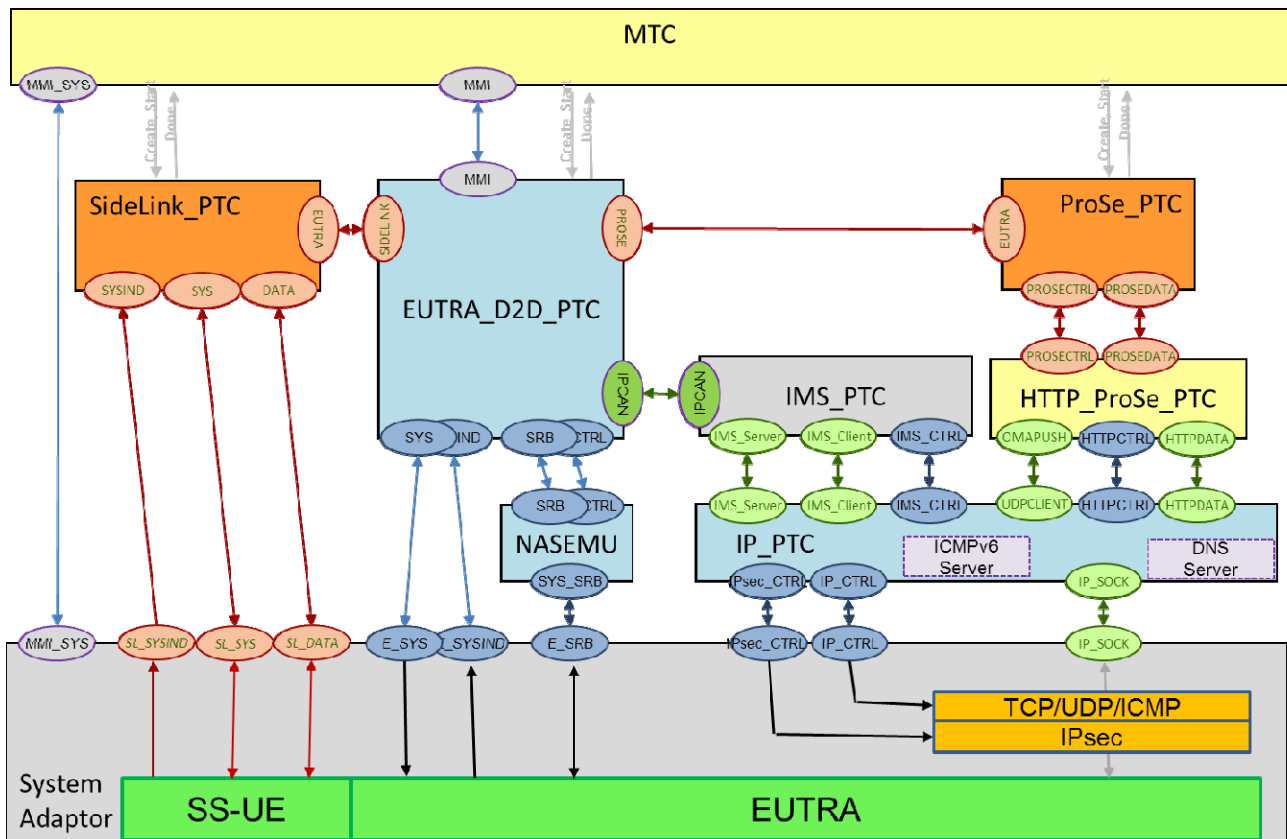 MTC
MMI_SYS
MMI
Create, Start
Done
Create, Start
Done
Create, Start
Done
MMI
SideLink_PTC
EUTRA
SIDELINK
PROSE
EUTRA
ProSe_PTC
SYSIND
SYS
DATA
EUTRA_D2D_PTC
PROSECTRL
PROSEDATA
PROSECTRL
PROSEDATA
IPCAN
IPCAN
IMS_PTC
HTTP_ProSe_PTC
SYS
IND
SRB
CTRL
IMS_Server
IMS_Client
IMS_CTRL
OMAPUSH
HTTPCTRL
HTTPDATA
SRB
CTRL
IMS_Server
IMS_Client
IMS_CTRL
UDPCLIENT
HTTPCTRL
HTTPDATA
NASEMU
IP_PTC
ICMPv6
Server
DNS
Server
SYS_SRB
IPsec_CTRL
IP_CTRL
IP_SOCK
MMI_SYS
SL_SYSIND
SL_SYS
SL_DATA
E_SYS
E_SYSIND
E_SRB
IPsec_CTRL
IP_CTRL
IP_SOCK
TCP/UDP/ICMP
IPsec
System
Adaptor
SS-UE
EUTRA